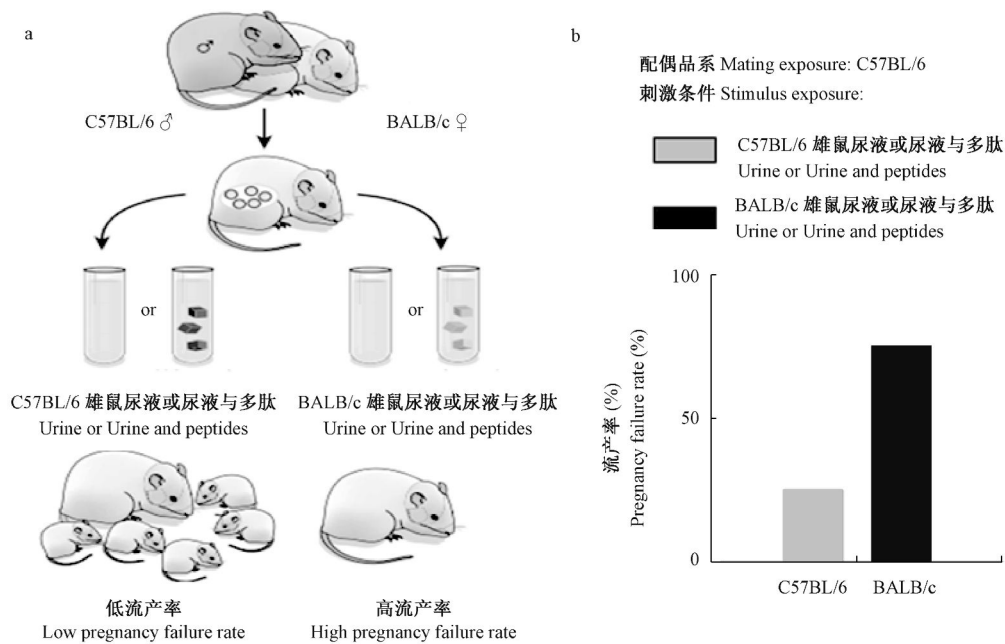 a
C57BL/6 ♂
BALB/c ♀
or
or
C57BL/6 雄鼠尿液或尿液与多肽
Urine or Urine and peptides
BALB/c 雄鼠尿液或尿液与多肽
Urine or Urine and peptides
低流产率
Low pregnancy failure rate
高流产率
High pregnancy failure rate
b
配偶品系 Mating exposure: C57BL/6
刺激条件 Stimulus exposure:
C57BL/6 雄鼠尿液或尿液与多肽
Urine or Urine and peptides
BALB/c 雄鼠尿液或尿液与多肽
Urine or Urine and peptides
流产率 (%)
Pregnancy failure rate (%)
100
50
0
C57BL/6
BALB/c